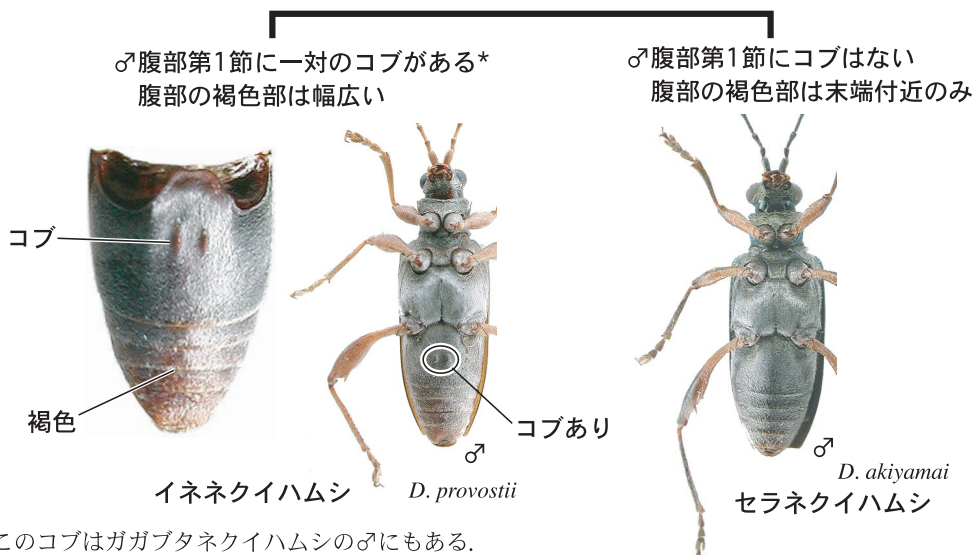 ♂腹部第1節に一対のコブがある*
腹部の褐色部は幅広い
♂腹部第1節にコブはない
腹部の褐色部は末端付近のみ
コブ
褐色
コブあり
♂
イネネクイハムシ
D. provostii
♂
D. akiyamai
セラネクイハムシ
このコブはガガブタネクイハムシの♂にもある.